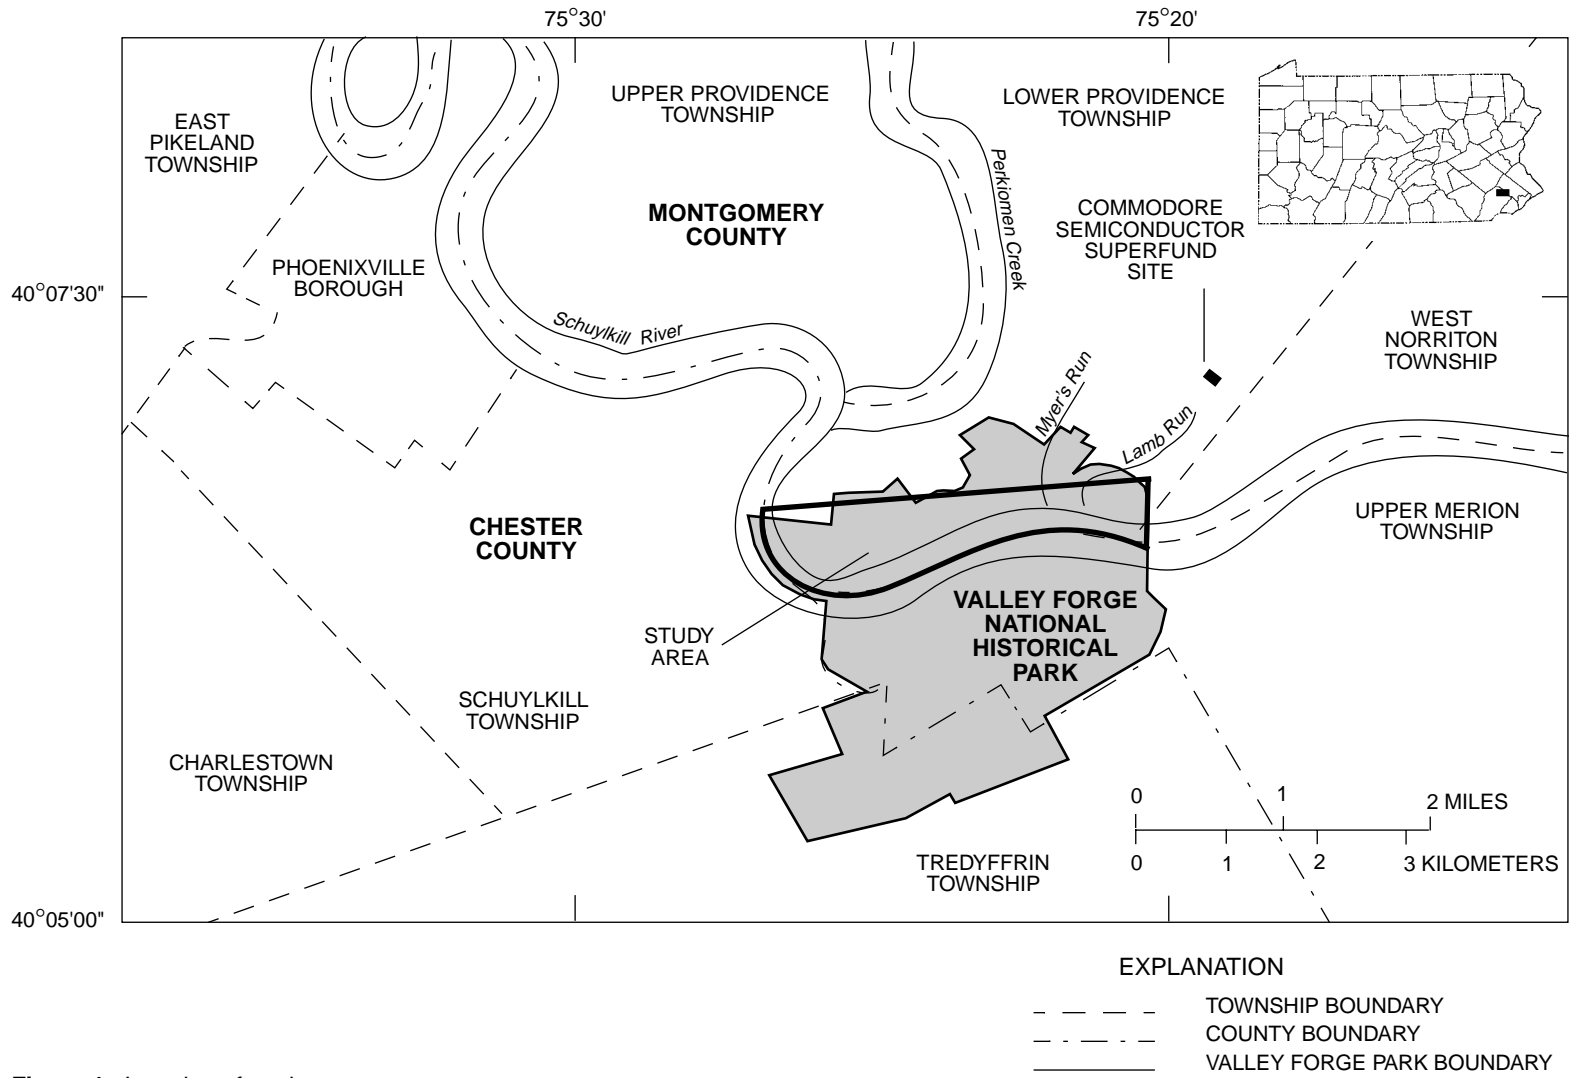 75°30'
75°20'
UPPER PROVIDENCE
TOWNSHIP
LOWER PROVIDENCE
TOWNSHIP
EAST
PIKELAND
TOWNSHIP
Perkiomen Creek
MONTGOMERY
COUNTY
COMMODORE
SEMICONDUCTOR
SUPERFUND
SITE
PHOENIXVILLE
BOROUGH
40°07'30"
Schuylkill River
WEST
NORRITON
TOWNSHIP
Myer's Run
Lamb Run
CHESTER
COUNTY
UPPER MERION
TOWNSHIP
VALLEY FORGE
NATIONAL
HISTORICAL
PARK
STUDY
AREA
SCHUYLKILL
TOWNSHIP
CHARLESTOWN
TOWNSHIP
0 1 2 MILES
0 1 2 3 KILOMETERS
TREDYFFRIN
TOWNSHIP
40°05'00"
EXPLANATION
TOWNSHIP BOUNDARY
COUNTY BOUNDARY
VALLEY FORGE PARK BOUNDARY